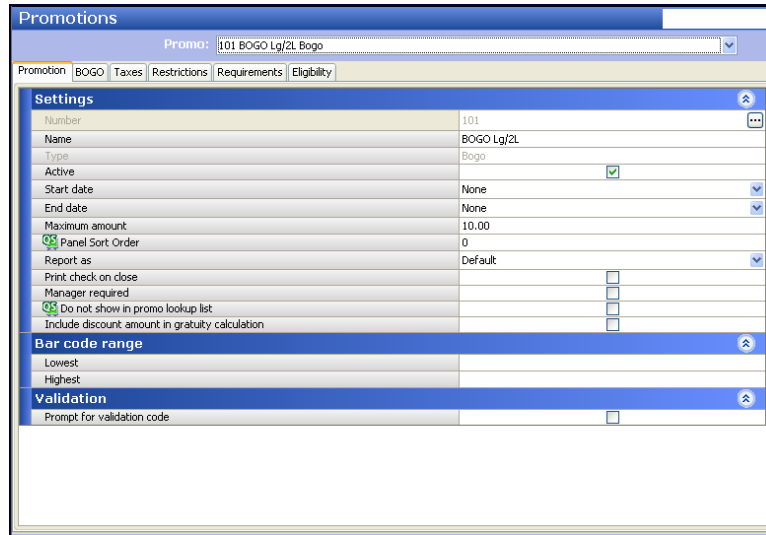 Promotions
Promo: 101 BOGO Lg/2L Bogo
Promotion BOGO Taxes Restrictions Requirements Eligibility
Settings
Number 101 ...
Name BOGO Lg/2L
Type Bogo
Active
Start date None
End date None
Maximum amount 10.00
QS Panel Sort Order 0
Report as Default
Print check on close
Manager required
QS Do not show in promo lookup list
Include discount amount in gratuity calculation
Bar code range
Lowest
Highest
Validation
Prompt for validation code